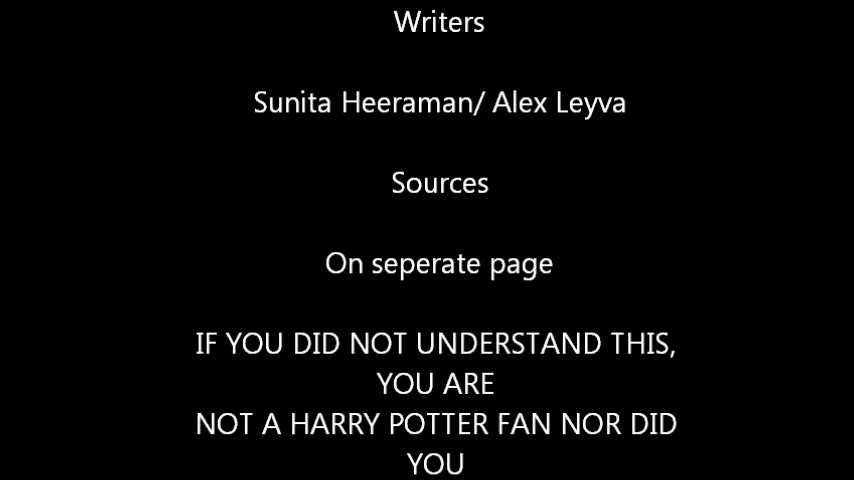 Writers
Sunita Heeraman/ Alex Leyva
Sources
On seperate page
IF YOU DID NOT UNDERSTAND THIS,
YOU ARE
NOT A HARRY POTTER FAN NOR DID
YOU